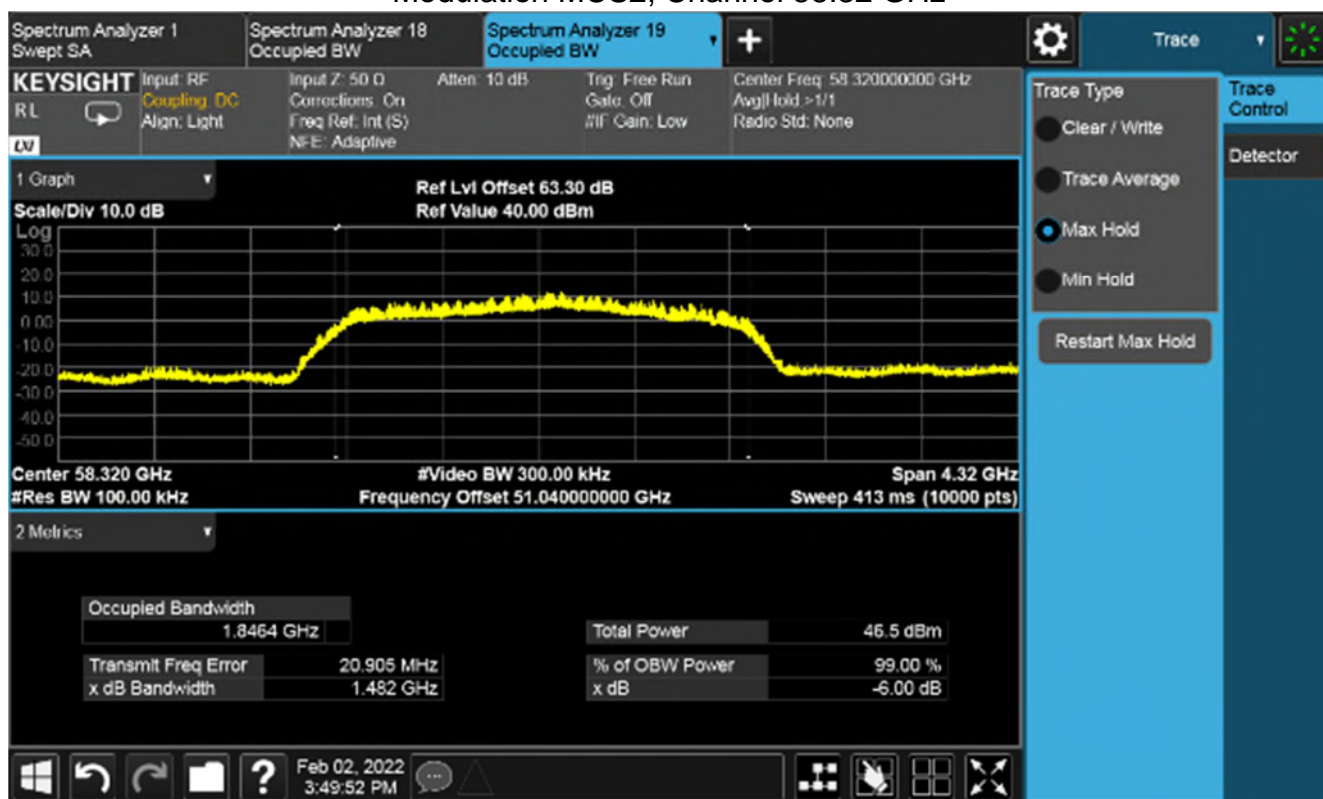 Spectrum Analyzer 1
Swept SA
Spectrum Analyzer 18
Occupied BW
Spectrum Analyzer 19
Occupied BW
Trace
KEYSIGHT
RL
LXI
Input: RF
Coupling: DC
Align: Light
Input Z: 50 Ω
Corrections: On
Freq Ref: Int (S)
NFE: Adaptive
Atten: 10 dB
Trig: Free Run
Gate: Off
#IF Gain: Low
Center Freq: 58.320000000 GHz
Avg|Hold:>1/1
Radio Std: None
Trace Type
Clear / Write
Trace Average
Max Hold
Min Hold
Restart Max Hold
Trace
Control
Detector
1 Graph
Scale/Div 10.0 dB
Ref Lvl Offset 63.30 dB
Ref Value 40.00 dBm
Log
30.0
20.0
10.0
0.00
-10.0
-20.0
-30.0
-40.0
-50.0
Center 58.320 GHz
#Res BW 100.00 kHz
#Video BW 300.00 kHz
Frequency Offset 51.040000000 GHz
Span 4.32 GHz
Sweep 413 ms (10000 pts)
2 Metrics
Occupied Bandwidth
1.8464 GHz
Transmit Freq Error 20.905 MHz
x dB Bandwidth 1.482 GHz
Total Power 46.5 dBm
% of OBW Power 99.00 %
x dB -6.00 dB
Feb 02, 2022
3:49:52 PM